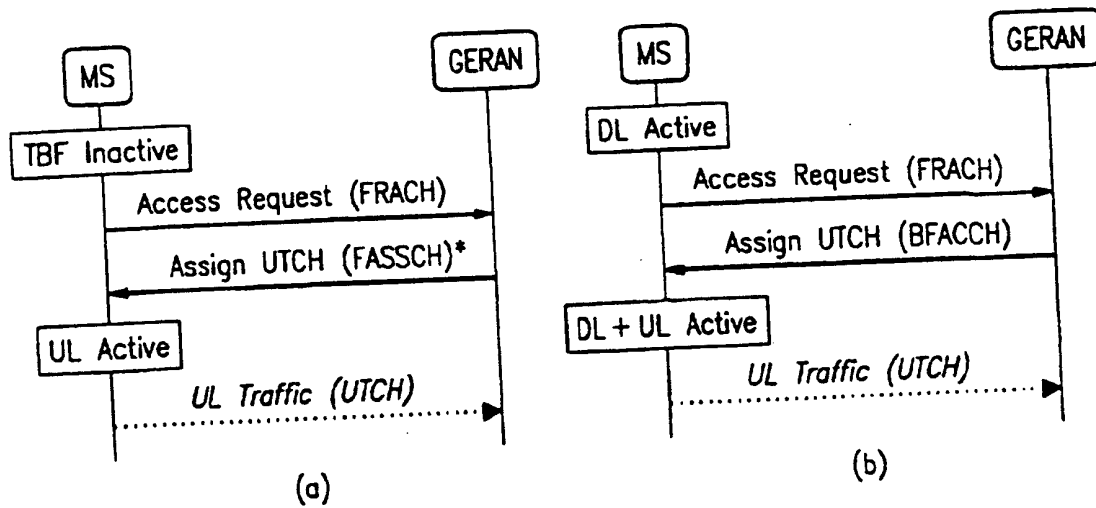 MS
GERAN
TBF Inactive
Access Request (FRACH)
Assign UTCH (FASSCH)*
UL Active
UL Traffic (UTCH)
(a)
MS
GERAN
DL Active
Access Request (FRACH)
Assign UTCH (BFACCH)
DL + UL Active
UL Traffic (UTCH)
(b)